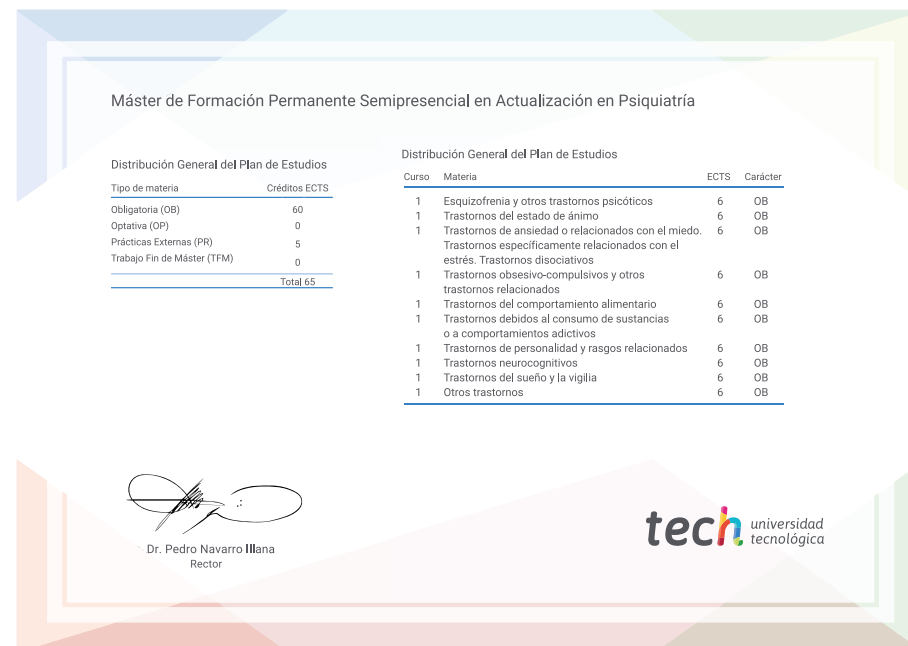 Máster de Formación Permanente Semipresencial en Actualización en Psiquiatría
Distribución General del Plan de Estudios
Tipo de materia Créditos ECTS
Obligatoria (OB) 60
Optativa (OP) 0
Prácticas Externas (PR) 5
Trabajo Fin de Máster (TFM) 0
Total 65
Distribución General del Plan de Estudios
Curso Materia ECTS Carácter
1 Esquizofrenia y otros trastornos psicóticos 6 OB
1 Trastornos del estado de ánimo 6 OB
1 Trastornos de ansiedad o relacionados con el miedo. 6 OB
Trastornos específicamente relacionados con el
estrés. Trastornos disociativos
1 Trastornos obsesivo-compulsivos y otros 6 OB
trastornos relacionados
1 Trastornos del comportamiento alimentario 6 OB
1 Trastornos debidos al consumo de sustancias 6 OB
o a comportamientos adictivos
1 Trastornos de personalidad y rasgos relacionados 6 OB
1 Trastornos neurocognitivos 6 OB
1 Trastornos del sueño y la vigilia 6 OB
1 Otros trastornos 6 OB
Dr. Pedro Navarro Illana
Rector
tech universidad
tecnológica